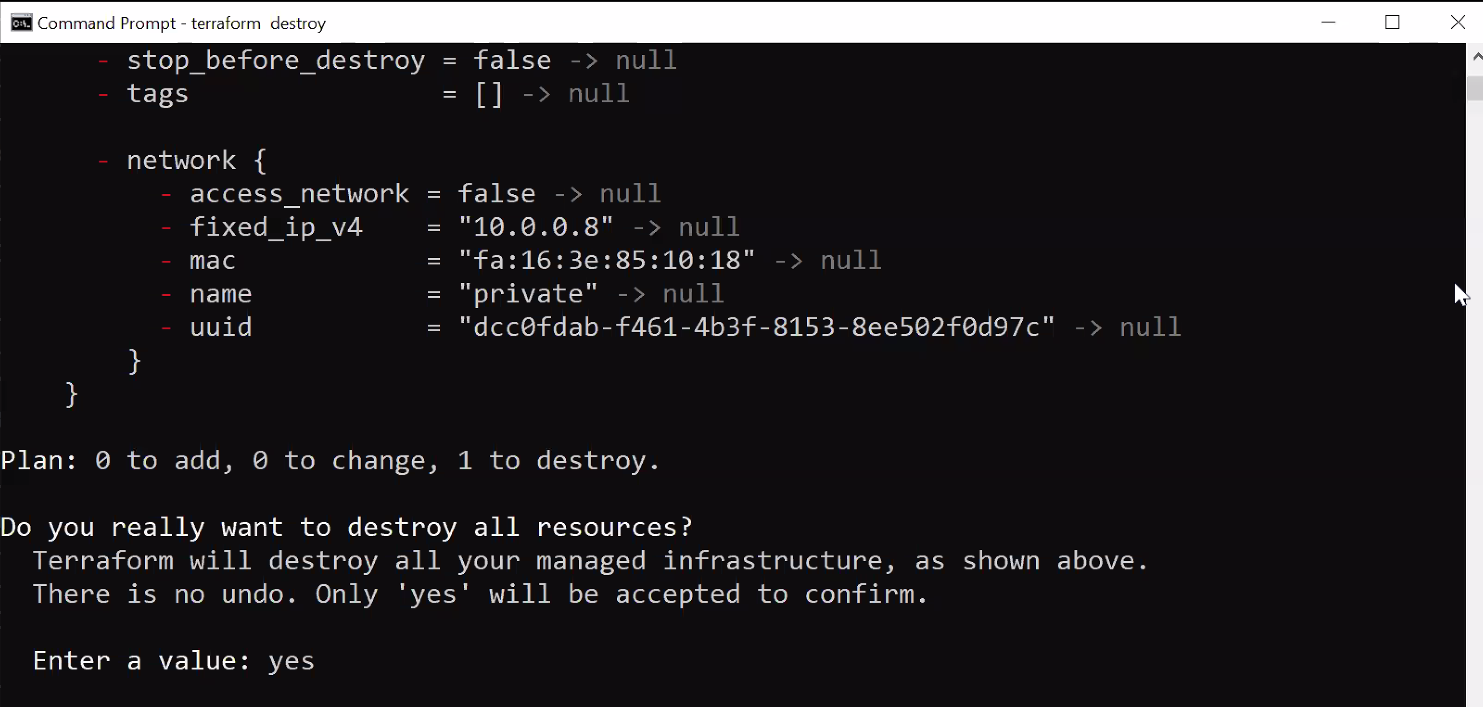 Command Prompt - terraform  destroy
- stop_before_destroy = false -> null
- tags                = [] -> null
- network {
- access_network = false -> null
- fixed_ip_v4    = "10.0.0.8" -> null
- mac            = "fa:16:3e:85:10:18" -> null
- name           = "private" -> null
- uuid           = "dcc0fdab-f461-4b3f-8153-8ee502f0d97c" -> null
}
}
Plan: 0 to add, 0 to change, 1 to destroy.
Do you really want to destroy all resources?
Terraform will destroy all your managed infrastructure, as shown above.
There is no undo. Only 'yes' will be accepted to confirm.
Enter a value: yes